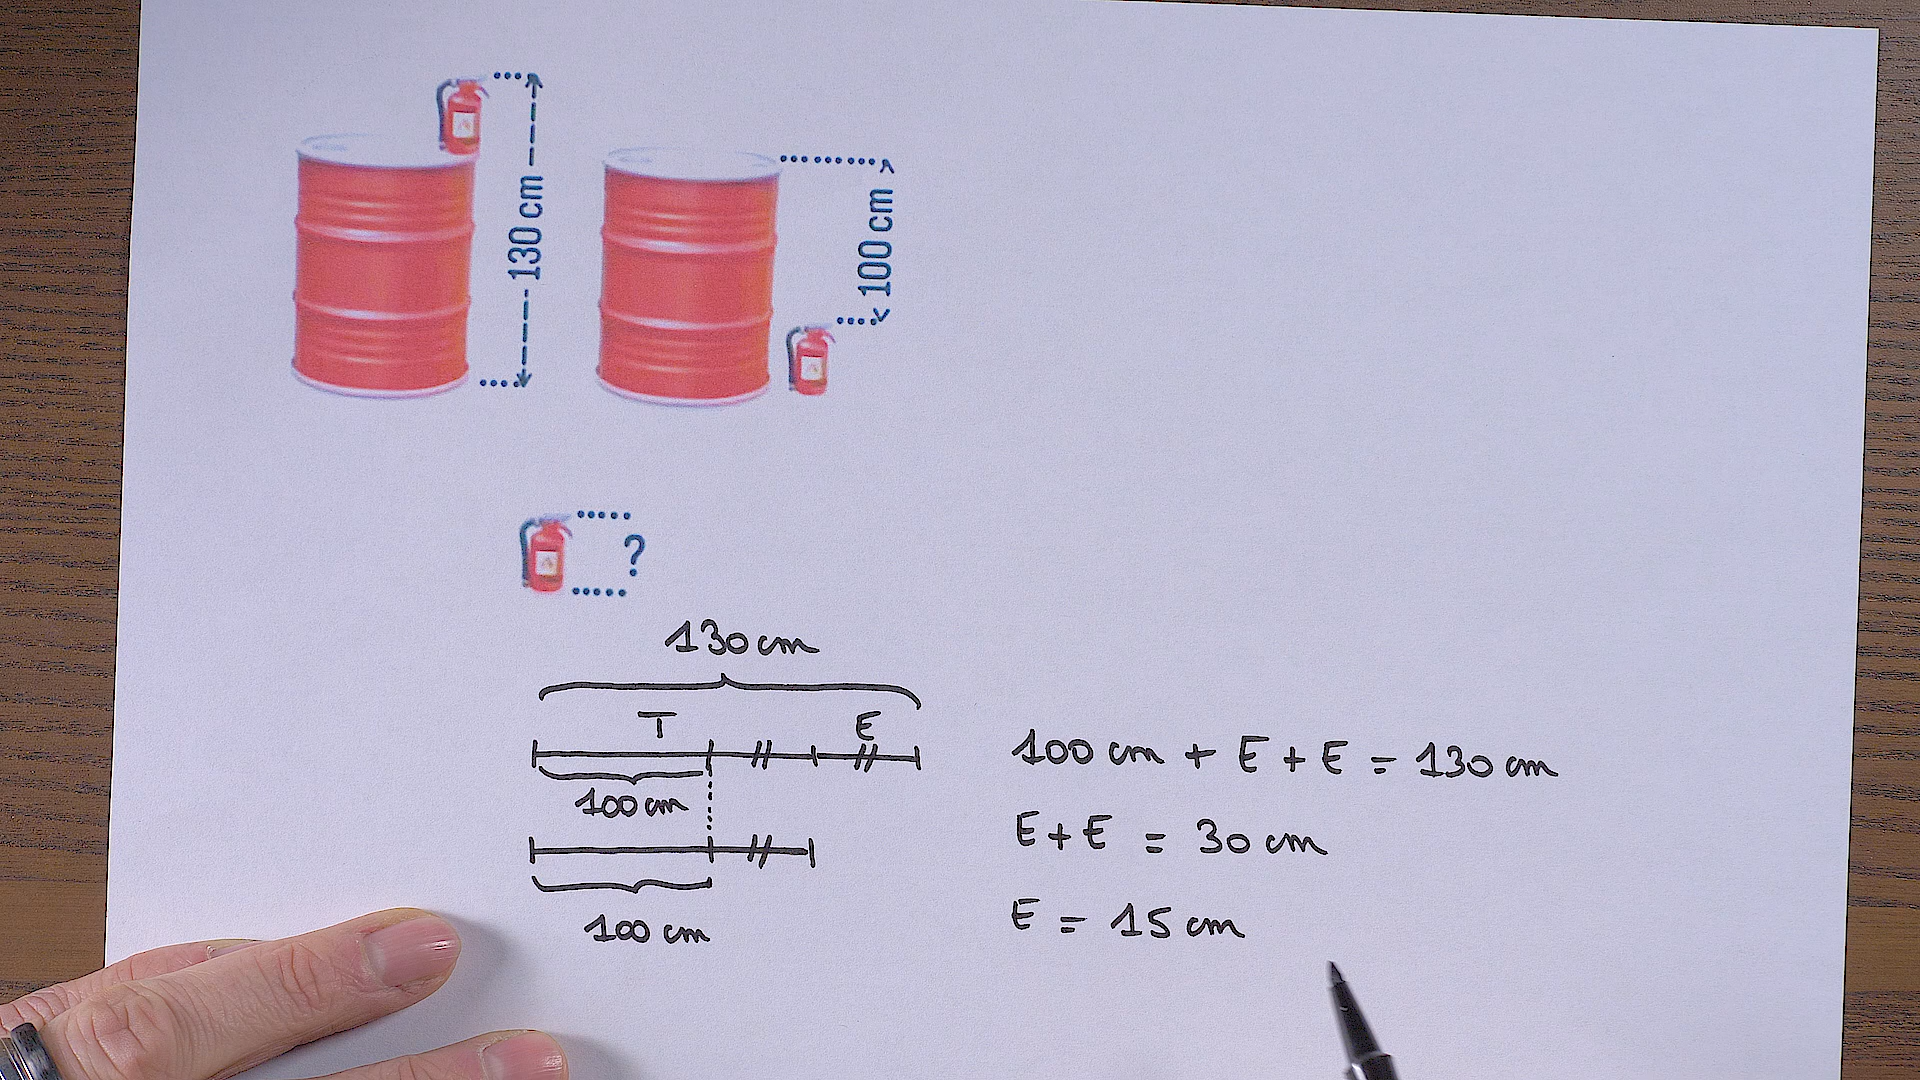 130 cm
100 cm
?
130 cm
T E
100 cm
100 cm
100 cm + E + E = 130 cm
E + E = 30 cm
E = 15 cm